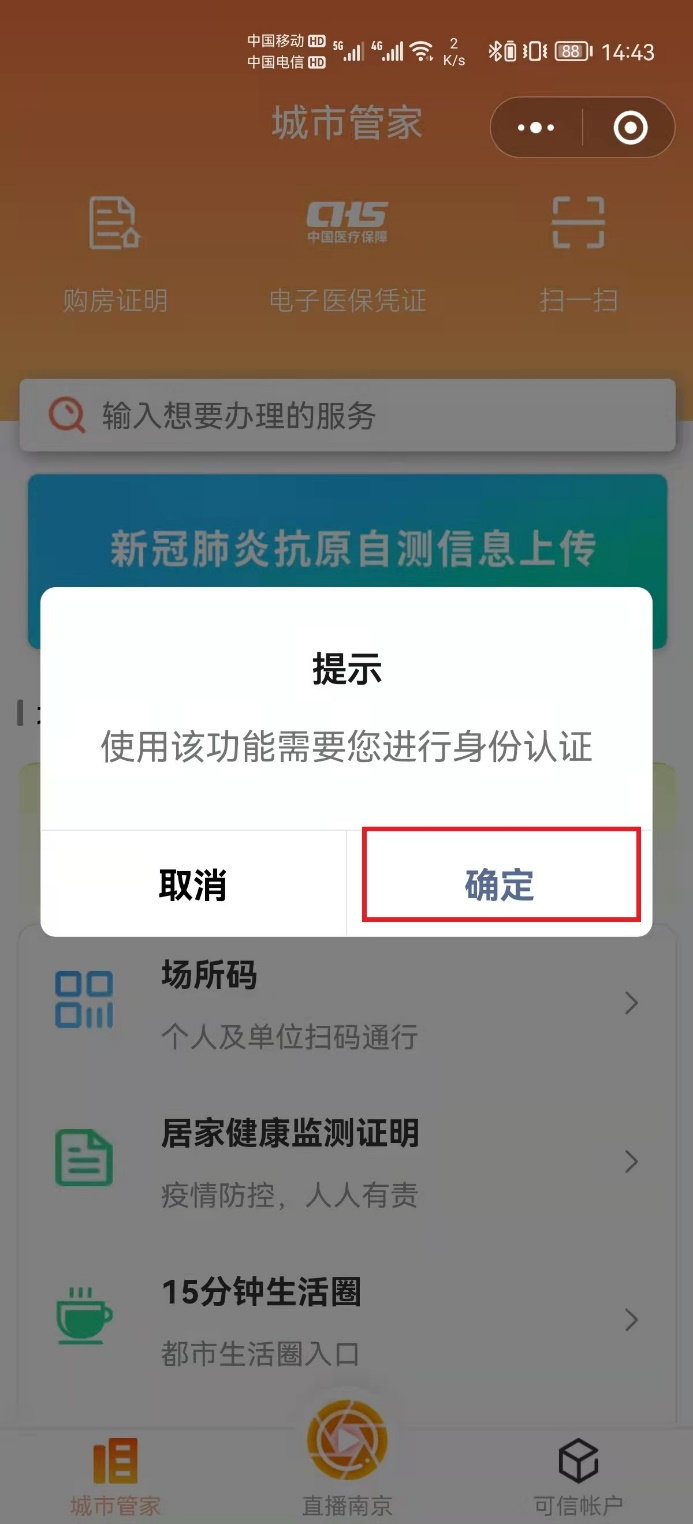 中国移动 HD 5G 4G 2 88 14:43
中国电信 HD K/s
城市管家
CHS
中国医疗保障
购房证明 电子医保凭证 扫一扫
输入想要办理的服务
新冠肺炎抗原自测信息上传
提示
使用该功能需要您进行身份认证
取消 确定
场所码
个人及单位扫码通行
居家健康监测证明
疫情防控，人人有责
15分钟生活圈
都市生活圈入口
城市管家 直播南京 可信帐户